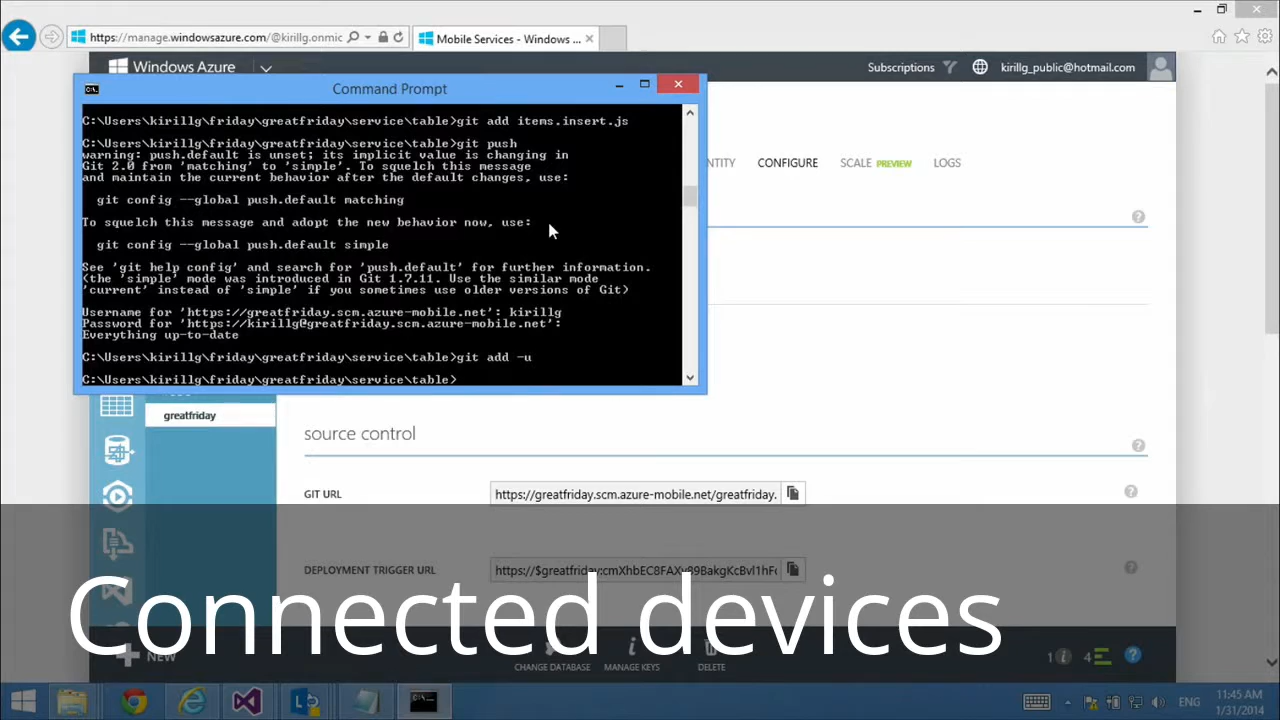 https://manage.windowsazure.com/@kirillg.onmic
Mobile Services - Windows ...
Windows Azure
Subscriptions
kirillg_public@hotmail.com
Command Prompt
C:\Users\kirillg\friday\greatfriday\service\table>git add items.insert.js
C:\Users\kirillg\friday\greatfriday\service\table>git push
warning: push.default is unset; its implicit value is changing in
Git 2.0 from 'matching' to 'simple'. To squelch this message
and maintain the current behavior after the default changes, use:
git config --global push.default matching
To squelch this message and adopt the new behavior now, use:
git config --global push.default simple
See 'git help config' and search for 'push.default' for further information.
(the 'simple' mode was introduced in Git 1.7.11. Use the similar mode
'current' instead of 'simple' if you sometimes use older versions of Git)
Username for 'https://greatfriday.scm.azure-mobile.net': kirillg
Password for 'https://kirillg@greatfriday.scm.azure-mobile.net':
Everything up-to-date
C:\Users\kirillg\friday\greatfriday\service\table>git add -u
C:\Users\kirillg\friday\greatfriday\service\table>
NTITY CONFIGURE SCALE PREVIEW LOGS
greatfriday
source control
GIT URL
https://greatfriday.scm.azure-mobile.net/greatfriday.
DEPLOYMENT TRIGGER URL
Connected devices
NEW
CHANGE DATABASE MANAGE KEYS DELETE
1 4
ENG
11:45 AM
1/31/2014